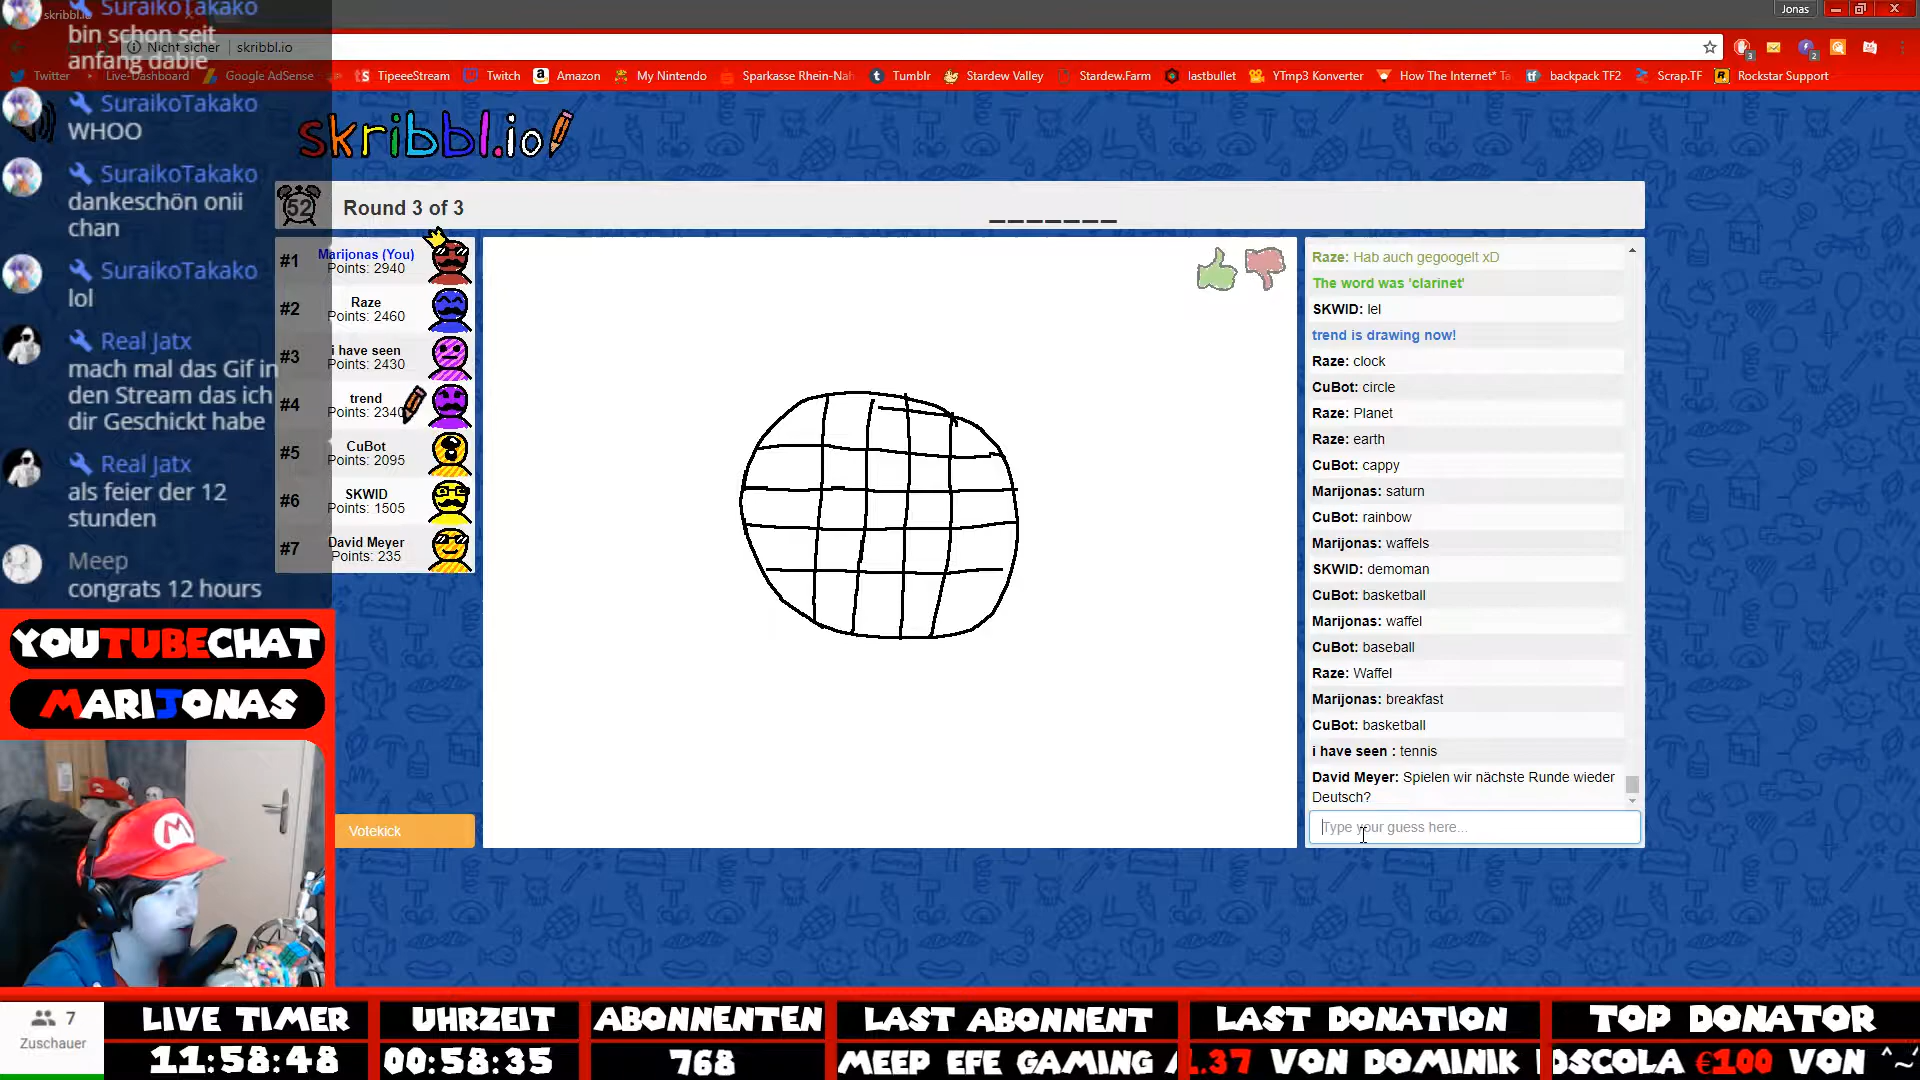 SuraikoTakako
bin schon seit
anfang dabie
SuraikoTakako
WHOO
SuraikoTakako
dankeschön onii
chan
SuraikoTakako
lol
Real Jatx
mach mal das Gif in
den Stream das ich
dir Geschickt habe
Real Jatx
als feier der 12
stunden
Meep
congrats 12 hours
YOUTUBECHAT
MARIJONAS
skribbl.io
Jonas
Nicht sicher
skribbl.io
Twitter
Live-Dashboard
Google AdSense
TipeeeStream
Twitch
Amazon
My Nintendo
Sparkasse Rhein-Nah
Tumblr
Stardew Valley
Stardew.Farm
lastbullet
YTmp3 Konverter
How The Internet* Ta
backpack TF2
Scrap.TF
Rockstar Support
skribbl.io
52
Round 3 of 3
_______
#1
Marijonas (You)
Points: 2940
#2
Raze
Points: 2460
#3
i have seen
Points: 2430
#4
trend
Points: 2340
#5
CuBot
Points: 2095
#6
SKWID
Points: 1505
#7
David Meyer
Points: 235
Votekick
Raze: Hab auch gegoogelt xD
The word was 'clarinet'
SKWID: lel
trend is drawing now!
Raze: clock
CuBot: circle
Raze: Planet
Raze: earth
CuBot: cappy
Marijonas: saturn
CuBot: rainbow
Marijonas: waffels
SKWID: demoman
CuBot: basketball
Marijonas: waffel
CuBot: baseball
Raze: Waffel
Marijonas: breakfast
CuBot: basketball
i have seen : tennis
David Meyer: Spielen wir nächste Runde wieder
Deutsch?
Type your guess here...
7
Zuschauer
LIVE TIMER
11:58:48
UHRZEIT
00:58:35
ABONNENTEN
768
LAST ABONNENT
MEEP EFE GAMING
LAST DONATION
1.37 VON DOMINIK
TOP DONATOR
OSCOLA €100 VON ^~